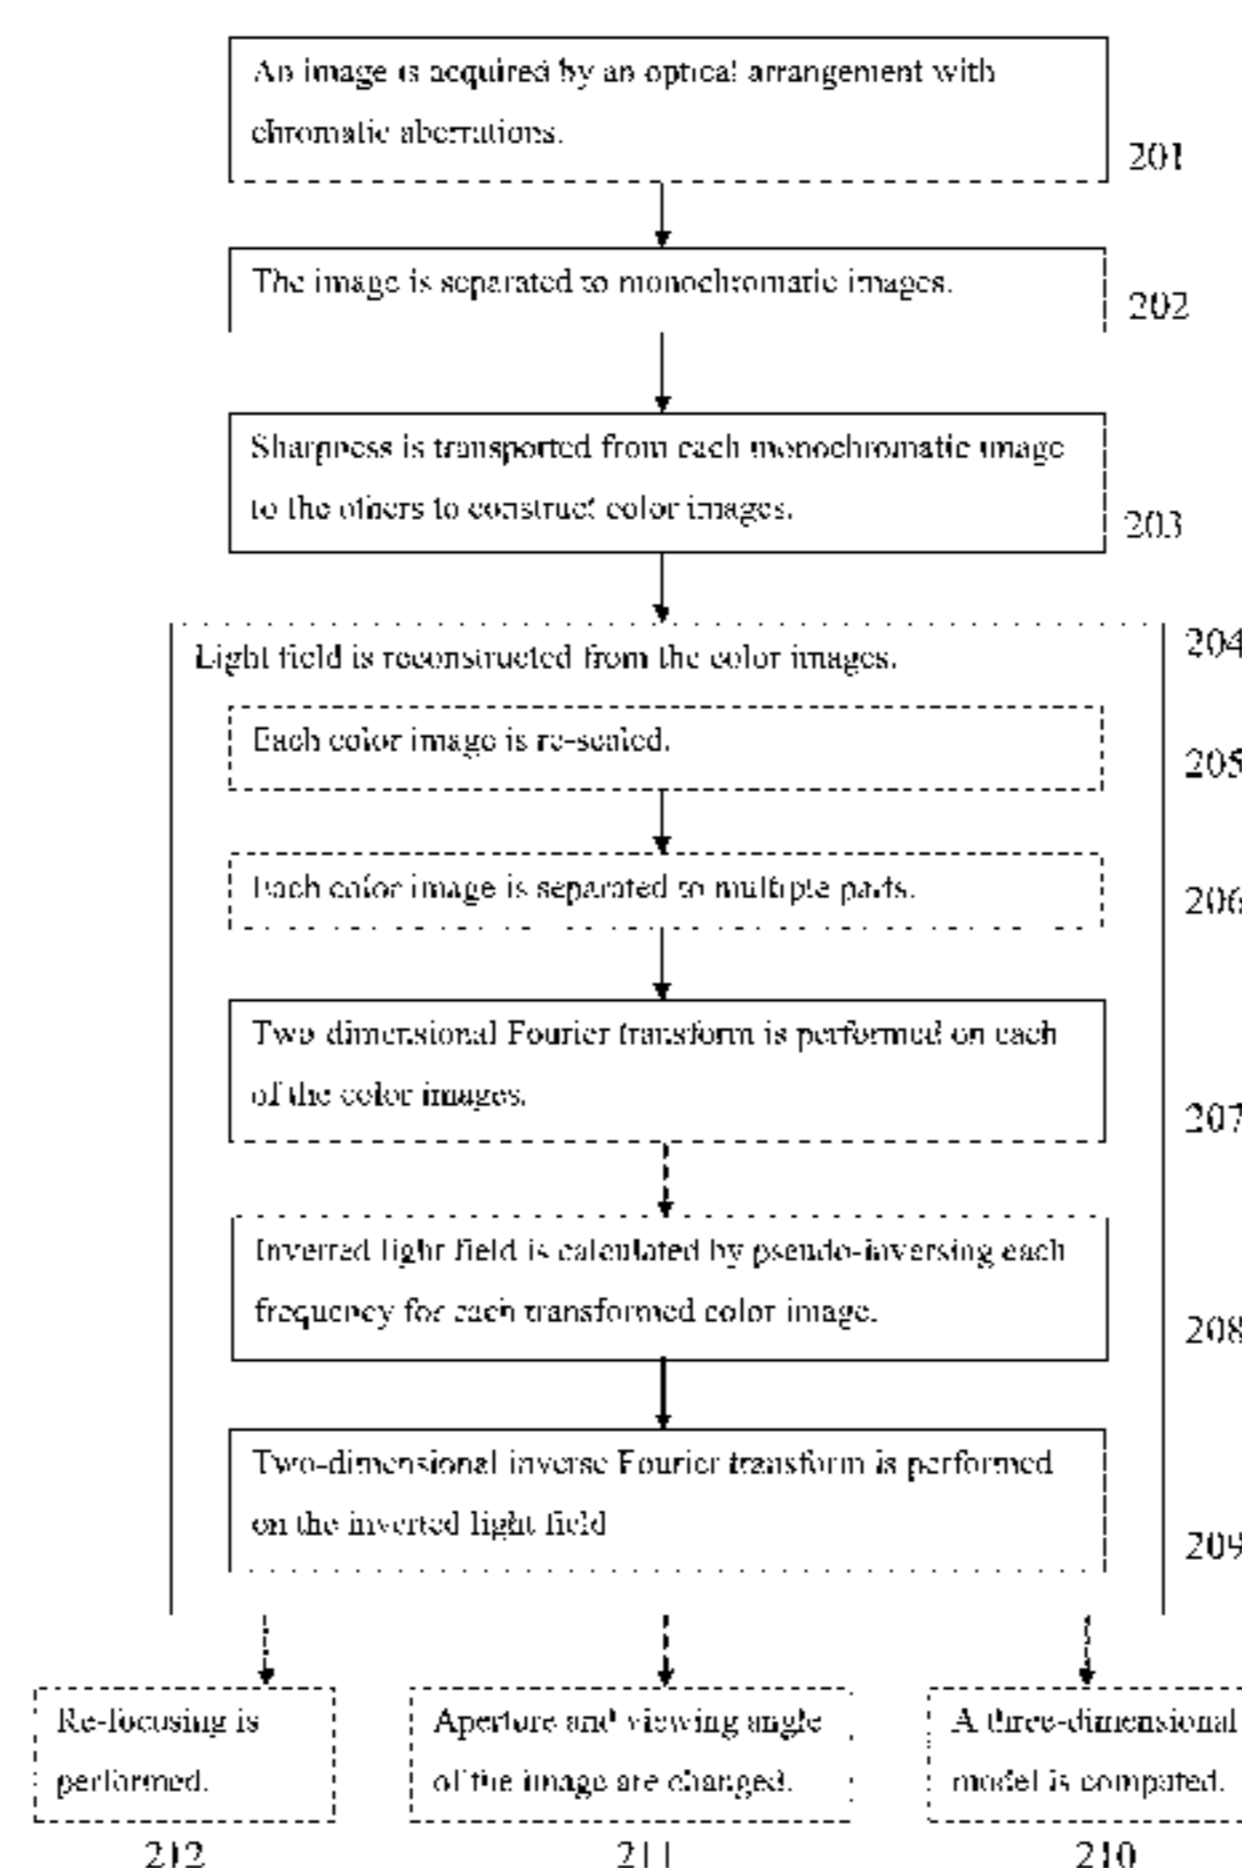 An image is acquired by an optical arrangement with
chromatic aberrations.
201
The image is separated to monochromatic images.
202
Sharpness is transported from each monochromatic image
to the others to construct color images.
203
204
Light field is reconstructed from the color images.
Each color image is re-scaled.
205
Each color image is separated to multiple parts.
206
Two-dimensional Fourier transform is performed on each
of the color images.
207
Inverted light field is calculated by pseudo-inversing each
frequency for each transformed color image.
208
Two-dimensional inverse Fourier transform is performed
on the inverted light field
209
Re-focusing is
performed.
212
Aperture and viewing angle
of the image are changed.
211
A three-dimensional
model is computed.
210